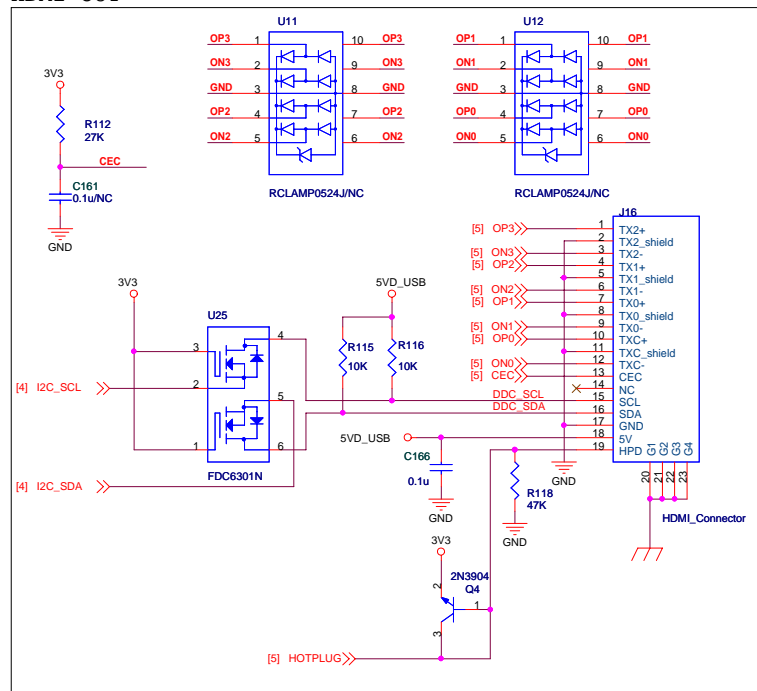 U11
OP3 1 10 OP3
ON3 2 9 ON3
GND 3 8 GND
OP2 4 7 OP2
ON2 5 6 ON2
RCLAMP0524J/NC
U12
OP1 1 10 OP1
ON1 2 9 ON1
GND 3 8 GND
OP0 4 7 OP0
ON0 5 6 ON0
RCLAMP0524J/NC
3V3
R112
27K
CEC
C161
0.1u/NC
GND
J16
[5] OP3 1 TX2+
2 TX2_shield
[5] ON3 3 TX2-
[5] OP2 4 TX1+
5 TX1_shield
[5] ON2 6 TX1-
[5] OP1 7 TX0+
8 TX0_shield
[5] ON1 9 TX0-
[5] OP0 10 TXC+
11 TXC_shield
[5] ON0 12 TXC-
[5] CEC 13 CEC
14 NC
DDC_SCL 15 SCL
DDC_SDA 16 SDA
17 GND
5VD_USB 18 5V
19 HPD
G1 G2 G3 G4
20 21 22 23
HDMI_Connector
GND
3V3
U25
3 4
2 5
1 6
FDC6301N
[4] I2C_SCL
[4] I2C_SDA
5VD_USB
R115
10K
R116
10K
C166
0.1u
GND
R118
47K
GND
3V3
2N3904
Q4
2
1
3
[5] HOTPLUG